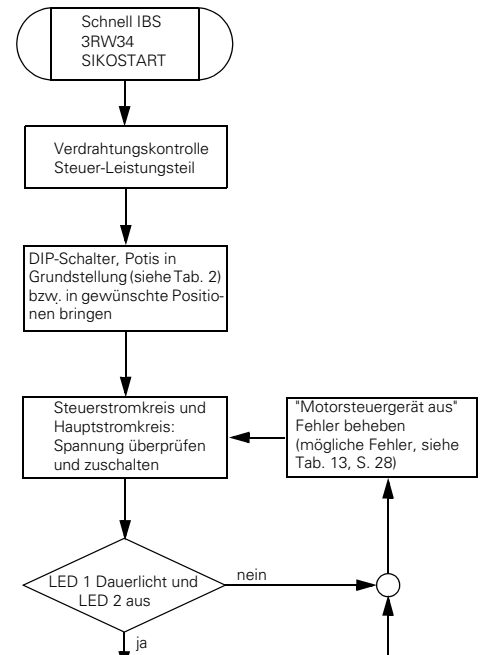 Schnell IBS
3RW34
SIKOSTART
Verdrahtungskontrolle
Steuer-Leistungsteil
DIP-Schalter, Potis in
Grundstellung (siehe Tab. 2)
bzw. in gewünschte Positio-
nen bringen
Steuerstromkreis und
Hauptstromkreis:
Spannung überprüfen
und zuschalten
"Motorsteuergerät aus"
Fehler beheben
(mögliche Fehler, siehe
Tab. 13, S. 28)
LED 1 Dauerlicht und
LED 2 aus
nein
ja